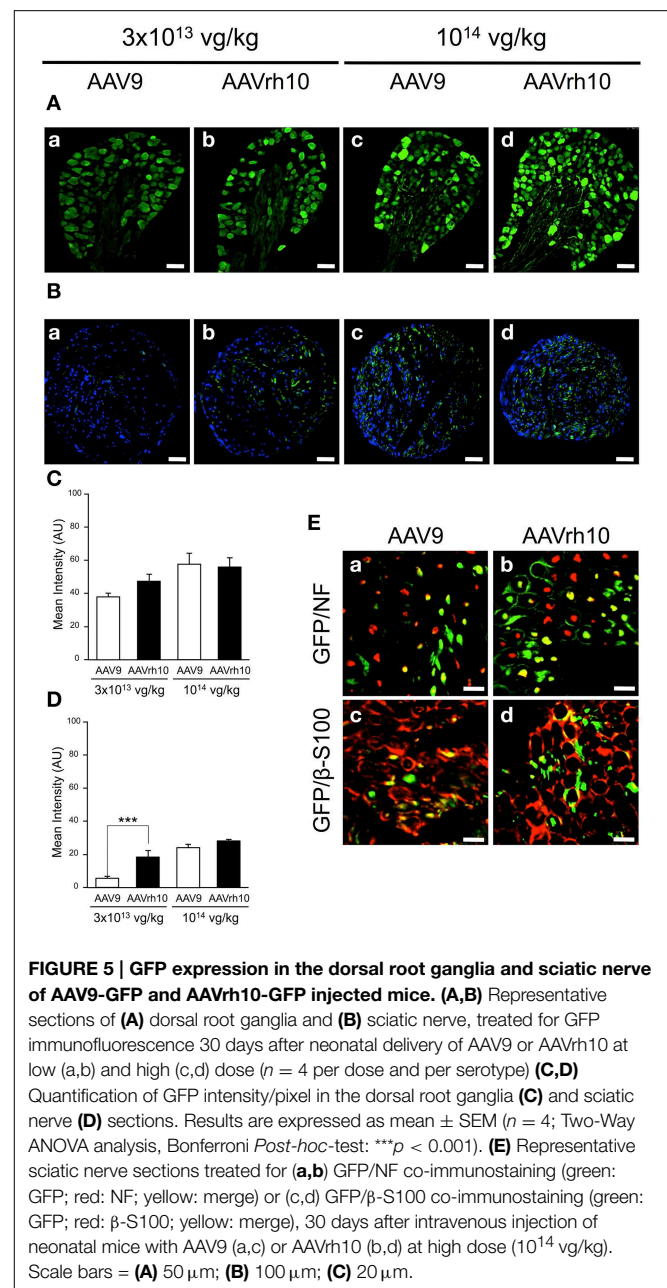 3x10¹³ vg/kg 10¹⁴ vg/kg
AAV9 AAVrh10 AAV9 AAVrh10
A
a b c d
B
a b c d
C
100
80
60
40
20
0
Mean Intensity (AU)
AAV9 AAVrh10 AAV9 AAVrh10
3x10¹³ vg/kg 10¹⁴ vg/kg
D
100
80
60
40
20
0
Mean Intensity (AU)
***
AAV9 AAVrh10 AAV9 AAVrh10
3x10¹³ vg/kg 10¹⁴ vg/kg
E
AAV9 AAVrh10
GFP/NF
a b
GFP/β-S100
c d
FIGURE 5 | GFP expression in the dorsal root ganglia and sciatic nerve
of AAV9-GFP and AAVrh10-GFP injected mice. (A,B) Representative
sections of (A) dorsal root ganglia and (B) sciatic nerve, treated for GFP
immunofluorescence 30 days after neonatal delivery of AAV9 or AAVrh10 at
low (a,b) and high (c,d) dose (n = 4 per dose and per serotype) (C,D)
Quantification of GFP intensity/pixel in the dorsal root ganglia (C) and sciatic
nerve (D) sections. Results are expressed as mean ± SEM (n = 4; Two-Way
ANOVA analysis, Bonferroni Post-hoc-test: ***p < 0.001). (E) Representative
sciatic nerve sections treated for (a,b) GFP/NF co-immunostaining (green:
GFP; red: NF; yellow: merge) or (c,d) GFP/β-S100 co-immunostaining (green:
GFP; red: β-S100; yellow: merge), 30 days after intravenous injection of
neonatal mice with AAV9 (a,c) or AAVrh10 (b,d) at high dose (10¹⁴ vg/kg).
Scale bars = (A) 50 μm; (B) 100 μm; (C) 20 μm.